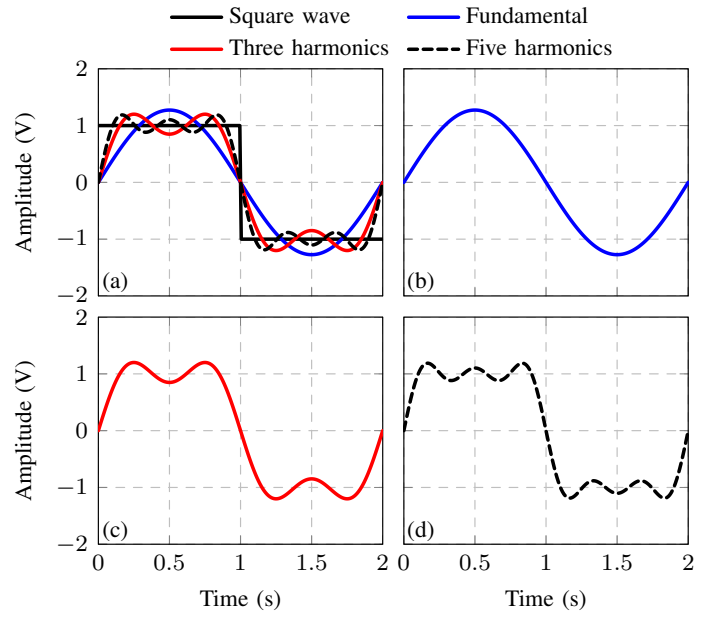 Square wave
Fundamental
Three harmonics
Five harmonics
2
1
0
−1
−2
Amplitude (V)
(a)
(b)
2
1
0
−1
−2
Amplitude (V)
(c)
(d)
0 0.5 1 1.5 2
0 0.5 1 1.5 2
Time (s)
Time (s)